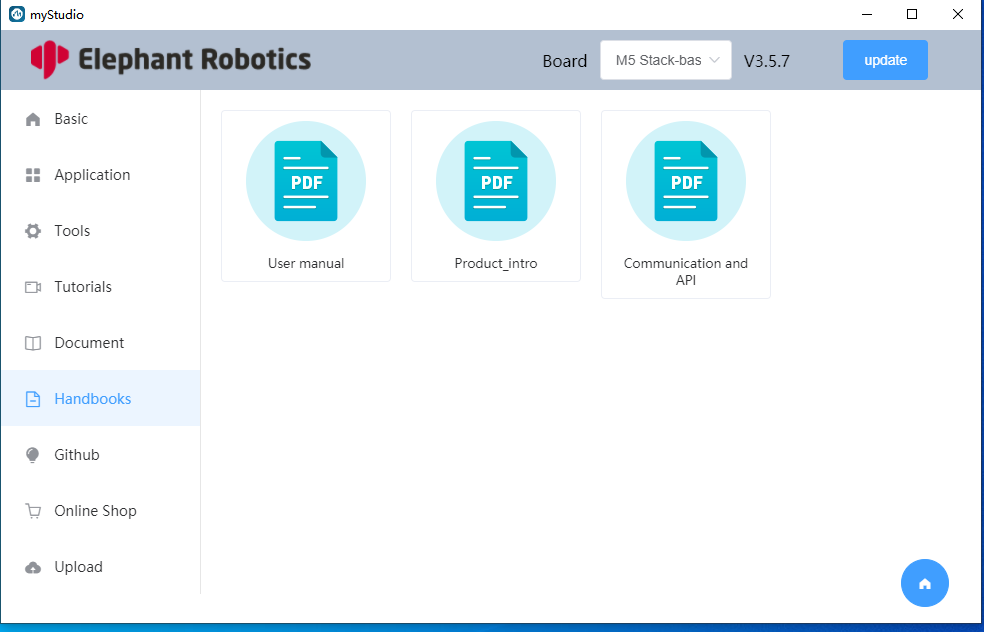 myStudio
Elephant Robotics
Board
M5 Stack-bas
V3.5.7
update
Basic
Application
Tools
Tutorials
Document
Handbooks
Github
Online Shop
Upload
PDF
User manual
PDF
Product_intro
PDF
Communication and
API